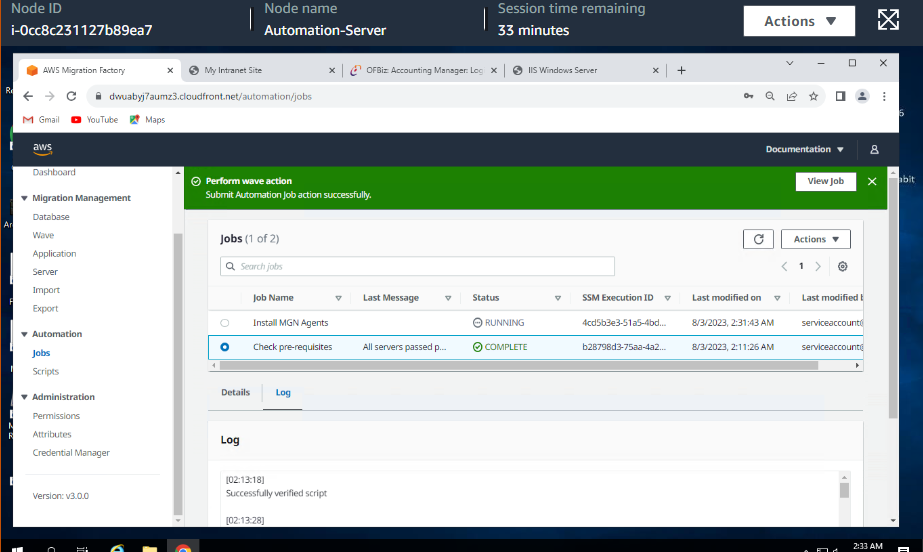 Node ID
i-0cc8c231127b89ea7
Node name
Automation-Server
Session time remaining
33 minutes
Actions
AWS Migration Factory
My Intranet Site
OFBiz: Accounting Manager: Log
IIS Windows Server
dwuabyj7aumz3.cloudfront.net/automation/jobs
Gmail
YouTube
Maps
aws
Documentation
Dashboard
Migration Management
Database
Wave
Application
Server
Import
Export
Automation
Jobs
Scripts
Administration
Permissions
Attributes
Credential Manager
Version: v3.0.0
Perform wave action
Submit Automation Job action successfully.
View Job
Jobs (1 of 2)
Actions
Search jobs
1
Job Name Last Message Status SSM Execution ID Last modified on Last modified b
Install MGN Agents RUNNING 4cd5b3e3-51a5-4bd... 8/3/2023, 2:31:43 AM serviceaccount@
Check pre-requisites All servers passed p... COMPLETE b28798d3-75aa-4a2... 8/3/2023, 2:11:26 AM serviceaccount@
Details Log
Log
[02:13:18]
Successfully verified script
[02:13:28]
2:33 AM